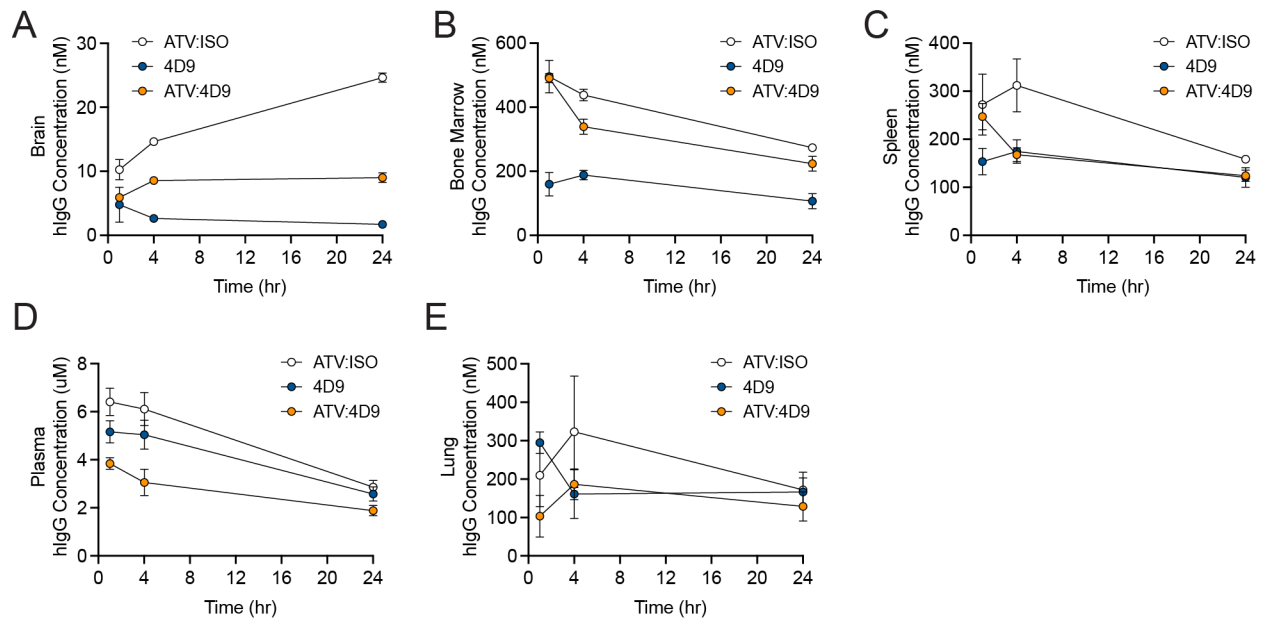 A
Brain
hIgG Concentration (nM)
30
20
10
0
ATV:ISO
4D9
ATV:4D9
0 4 8 12 16 20 24
Time (hr)
B
Bone Marrow
hIgG Concentration (nM)
600
400
200
0
ATV:ISO
4D9
ATV:4D9
0 4 8 12 16 20 24
Time (hr)
C
Spleen
hIgG Concentration (nM)
400
300
200
100
0
ATV:ISO
4D9
ATV:4D9
0 4 8 12 16 20 24
Time (hr)
D
Plasma
hIgG Concentration (uM)
8
6
4
2
0
ATV:ISO
4D9
ATV:4D9
0 4 8 12 16 20 24
Time (hr)
E
Lung
hIgG Concentration (nM)
500
400
300
200
100
0
ATV:ISO
4D9
ATV:4D9
0 4 8 12 16 20 24
Time (hr)